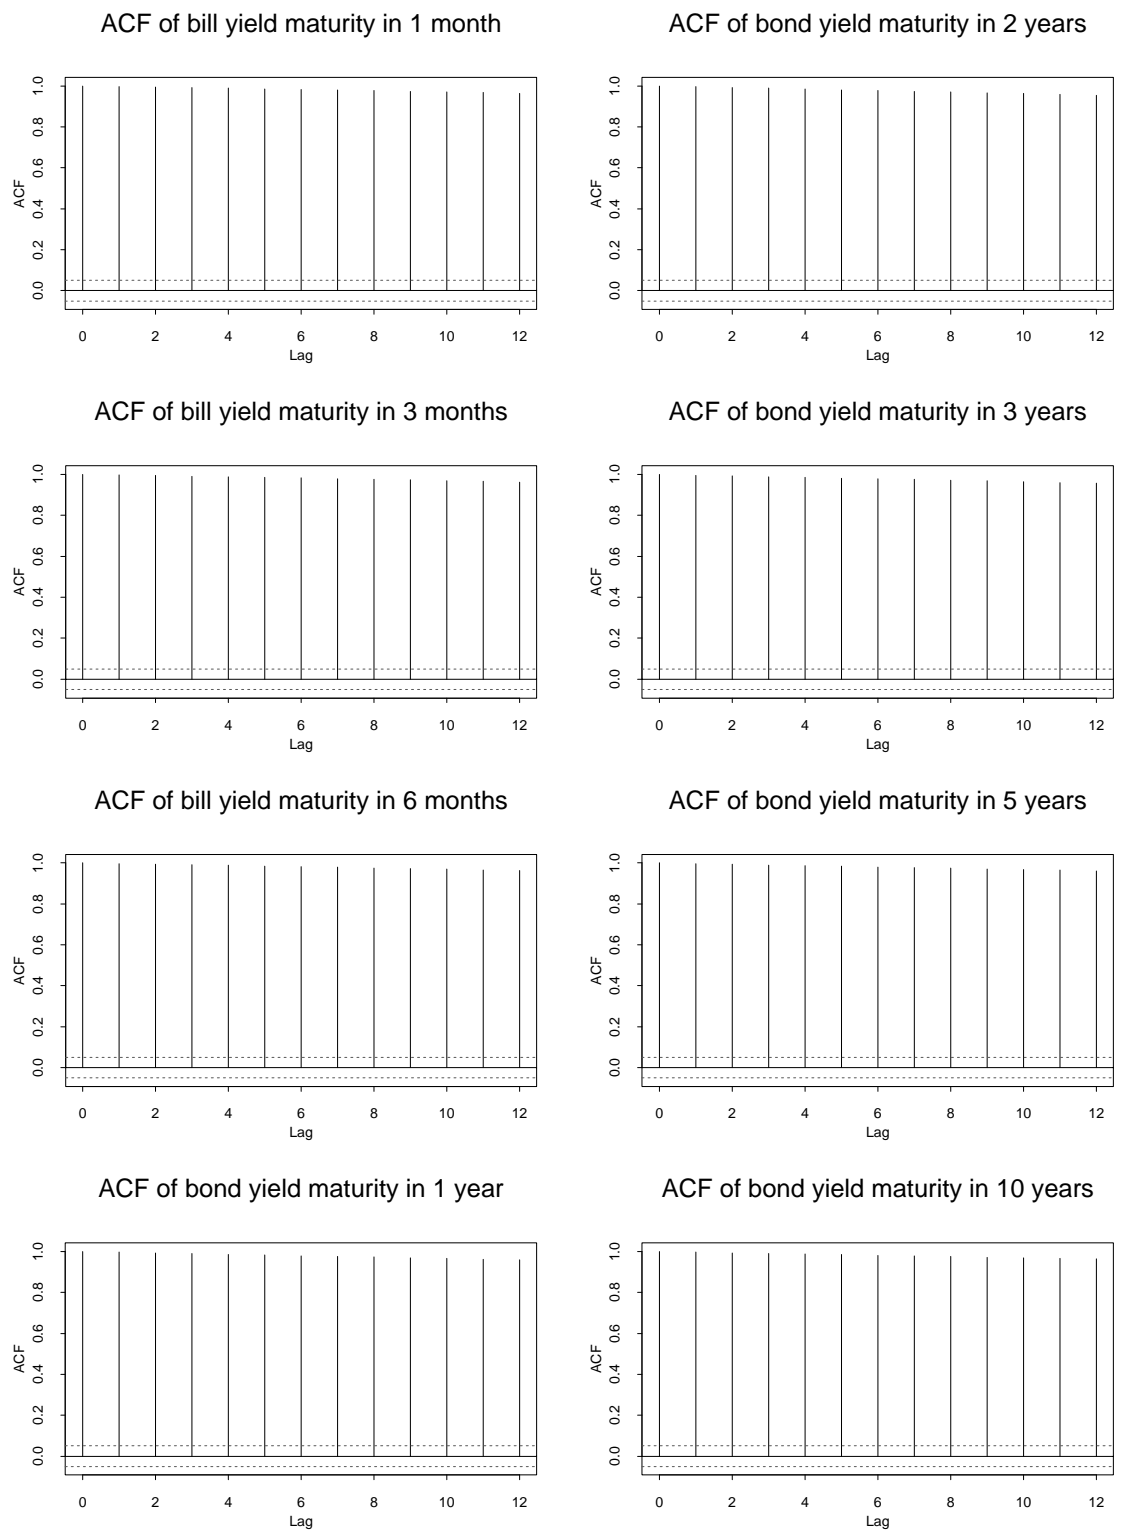 ACF of bill yield maturity in 1 month
ACF
1.0
0.8
0.6
0.4
0.2
0.0
0 2 4 6 8 10 12
Lag
ACF of bond yield maturity in 2 years
ACF
1.0
0.8
0.6
0.4
0.2
0.0
0 2 4 6 8 10 12
Lag
ACF of bill yield maturity in 3 months
ACF
1.0
0.8
0.6
0.4
0.2
0.0
0 2 4 6 8 10 12
Lag
ACF of bond yield maturity in 3 years
ACF
1.0
0.8
0.6
0.4
0.2
0.0
0 2 4 6 8 10 12
Lag
ACF of bill yield maturity in 6 months
ACF
1.0
0.8
0.6
0.4
0.2
0.0
0 2 4 6 8 10 12
Lag
ACF of bond yield maturity in 5 years
ACF
1.0
0.8
0.6
0.4
0.2
0.0
0 2 4 6 8 10 12
Lag
ACF of bond yield maturity in 1 year
ACF
1.0
0.8
0.6
0.4
0.2
0.0
0 2 4 6 8 10 12
Lag
ACF of bond yield maturity in 10 years
ACF
1.0
0.8
0.6
0.4
0.2
0.0
0 2 4 6 8 10 12
Lag